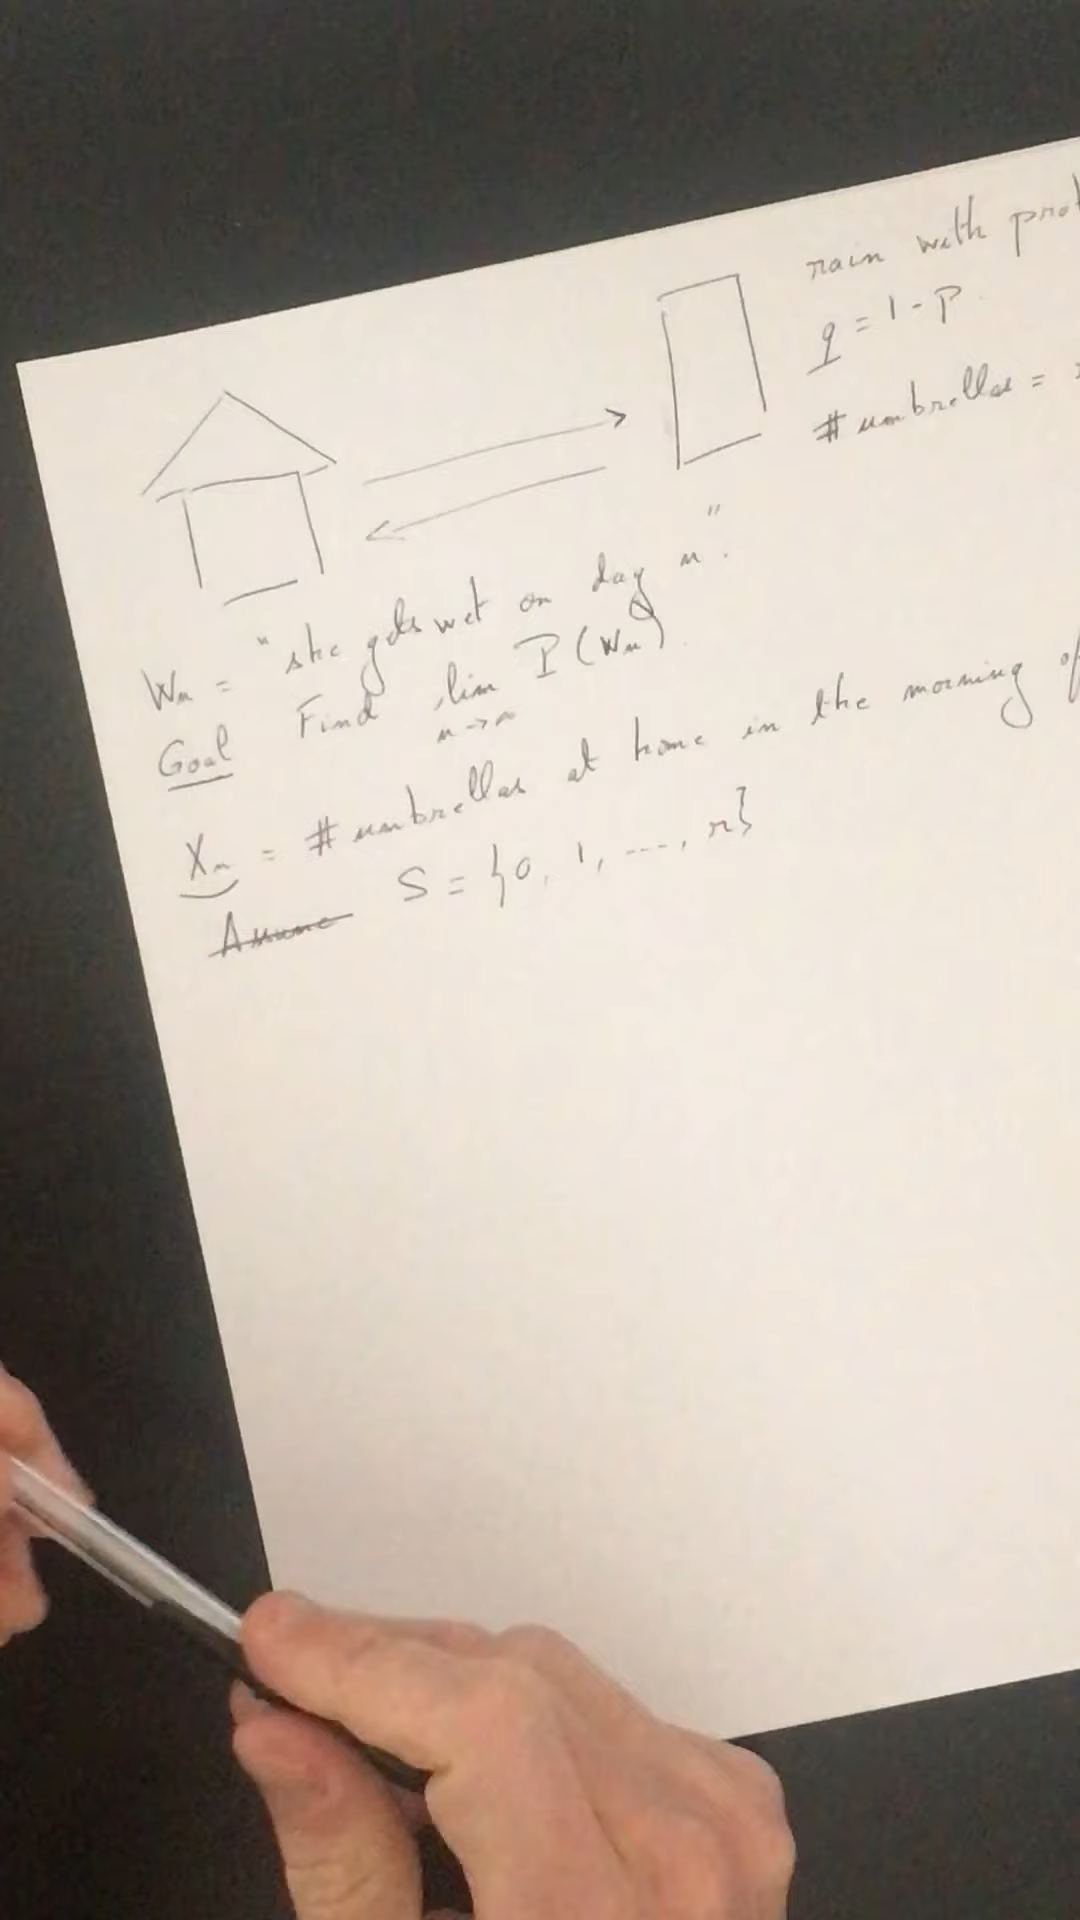 rain with prob
q = 1 - p
# umbrellas =
Wn = "she gets wet on day n".
Goal Find lim P(Wn).
n→∞
Xn = # umbrellas at home in the morning of
Assume S = {0, 1, ..., r}